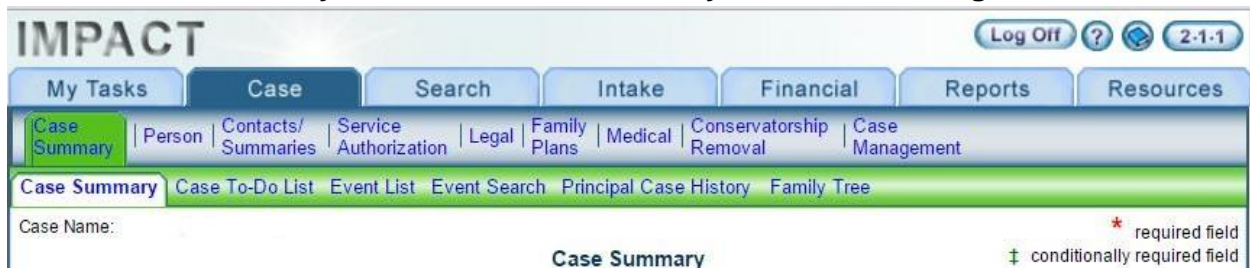 IMPACT
Log Off ? 2-1-1
My Tasks Case Search Intake Financial Reports Resources
Case Summary | Person | Contacts/ Summaries | Service Authorization | Legal | Family Plans | Medical | Conservatorship Removal | Case Management
Case Summary Case To-Do List Event List Event Search Principal Case History Family Tree
Case Name:
* required field
Case Summary
‡ conditionally required field